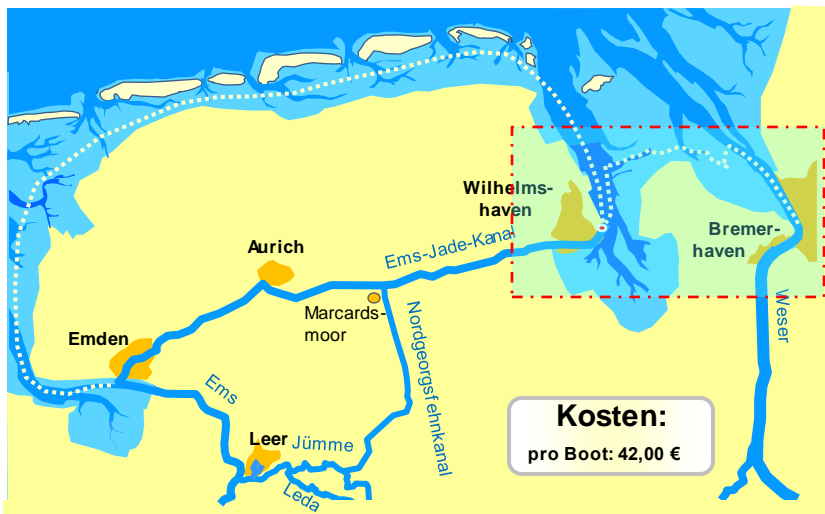 Wilhelms-
haven
Bremer-
haven
Ems-Jade-Kanal
Aurich
Marcards-
moor
Emden
Nordgeorgsfehnkanal
Weser
Ems
Leer
Jümme
Leda
Kosten:
pro Boot: 42,00 €